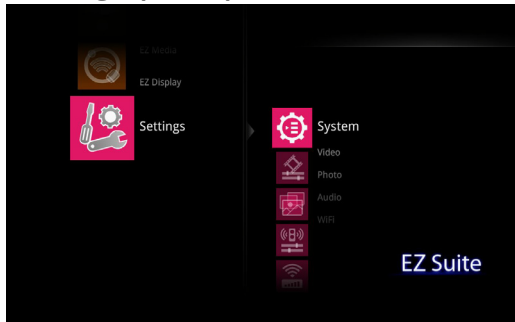 EZ Media
EZ Display
Settings
System
Video
Photo
Audio
WiFi
EZ Suite